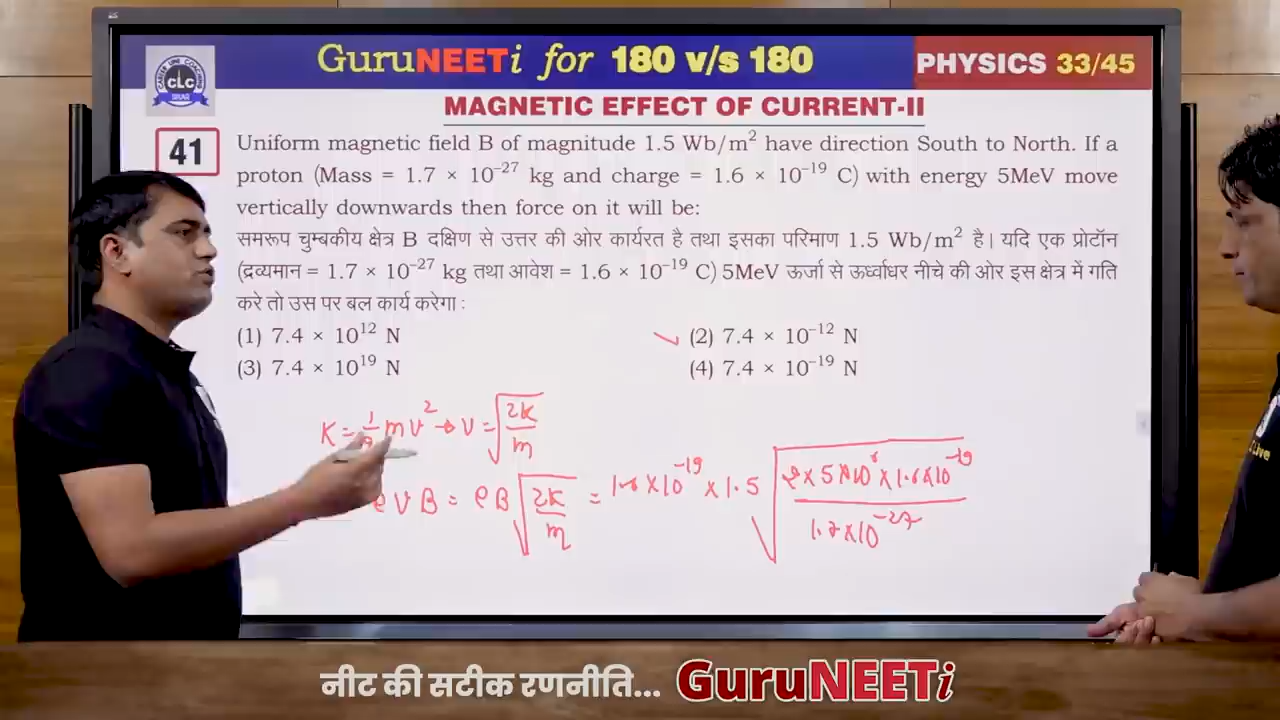 GuruNEETi for 180 v/s 180
PHYSICS 33/45
CLC
MAGNETIC EFFECT OF CURRENT-II
41
Uniform magnetic field B of magnitude 1.5 Wb/m² have direction South to North. If a
proton (Mass = 1.7 × 10⁻²⁷ kg and charge = 1.6 × 10⁻¹⁹ C) with energy 5MeV move
vertically downwards then force on it will be:
समरूप चुम्बकीय क्षेत्र B दक्षिण से उत्तर की ओर कार्यरत है तथा इसका परिमाण 1.5 Wb/m² है। यदि एक प्रोटॉन
(द्रव्यमान = 1.7 × 10⁻²⁷ kg तथा आवेश = 1.6 × 10⁻¹⁹ C) 5MeV ऊर्जा से ऊर्ध्वाधर नीचे की ओर इस क्षेत्र में गति
करे तो उस पर बल कार्य करेगा :
(1) 7.4 × 10¹² N (2) 7.4 × 10⁻¹² N
(3) 7.4 × 10¹⁹ N (4) 7.4 × 10⁻¹⁹ N
V = √(2K/m)
V B = eB√(2K/m) = 1.6×10⁻¹⁹ × 1.5 √(2×5×10⁶×1.6×10⁻¹⁹ / 1.7×10⁻²⁷)
नीट की सटीक रणनीति... GuruNEETi